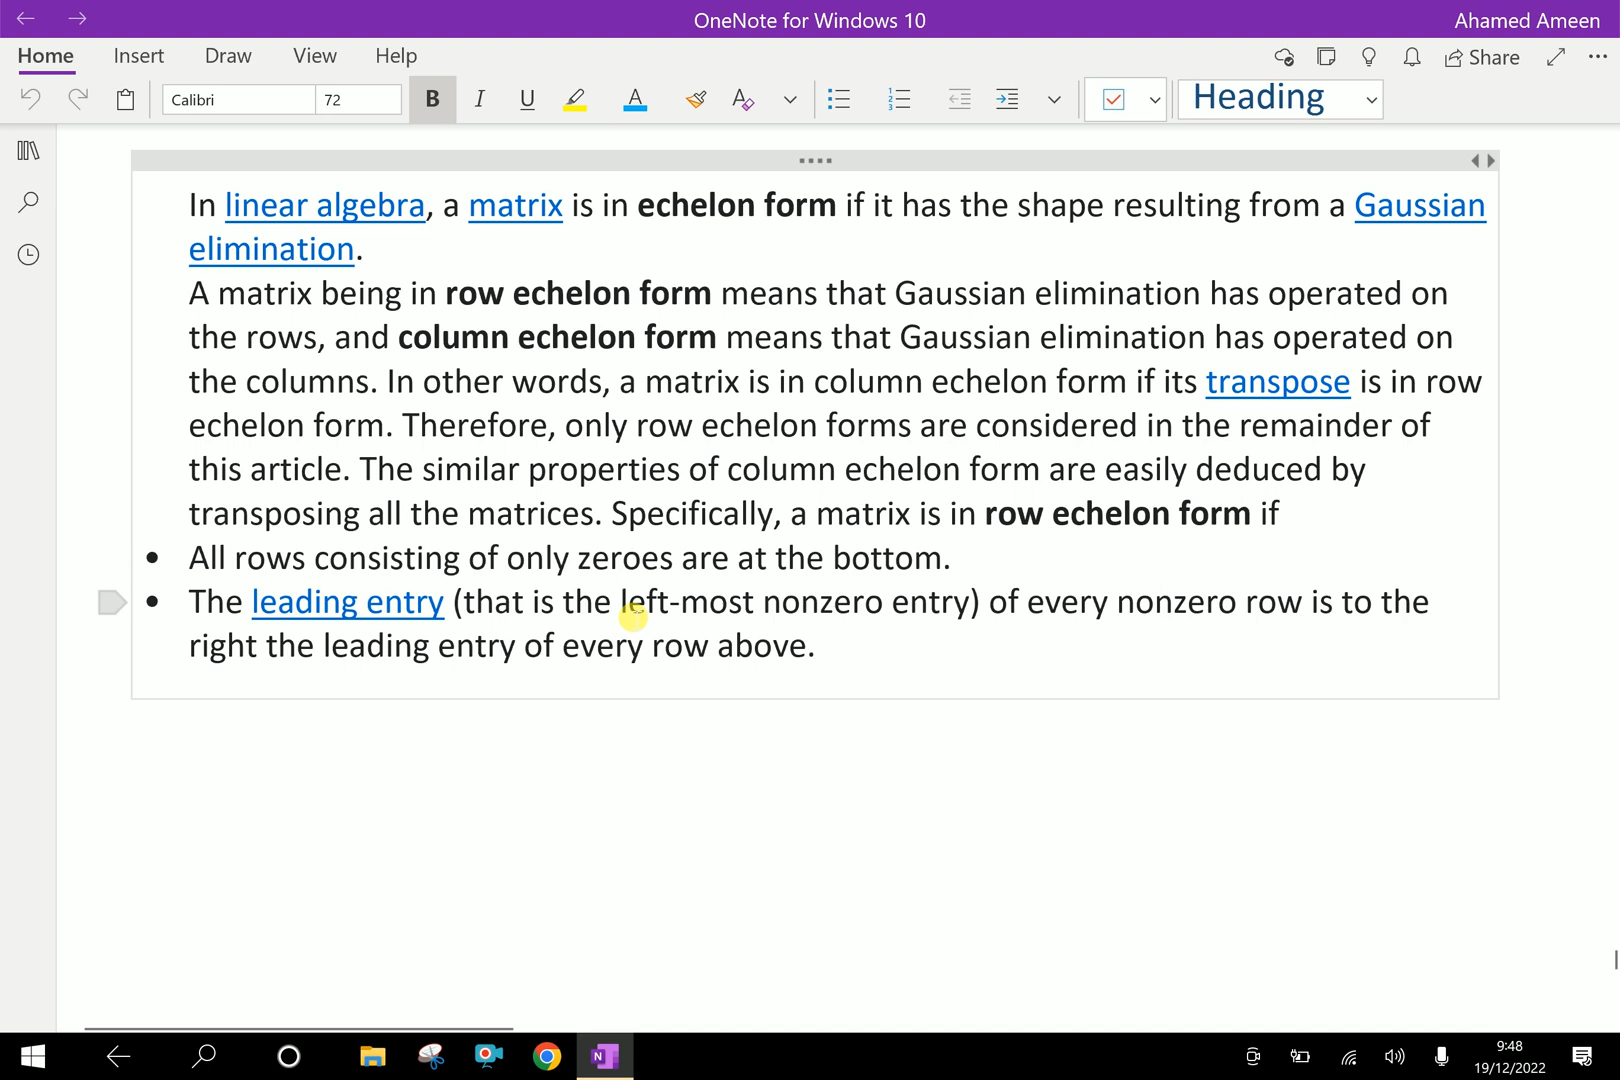 OneNote for Windows 10
Ahamed Ameen
Home Insert Draw View Help
Share
Calibri 72 B I U A A Heading
In linear algebra, a matrix is in echelon form if it has the shape resulting from a Gaussian
elimination.
A matrix being in row echelon form means that Gaussian elimination has operated on
the rows, and column echelon form means that Gaussian elimination has operated on
the columns. In other words, a matrix is in column echelon form if its transpose is in row
echelon form. Therefore, only row echelon forms are considered in the remainder of
this article. The similar properties of column echelon form are easily deduced by
transposing all the matrices. Specifically, a matrix is in row echelon form if
• All rows consisting of only zeroes are at the bottom.
• The leading entry (that is the left-most nonzero entry) of every nonzero row is to the
right the leading entry of every row above.
N
9:48
19/12/2022